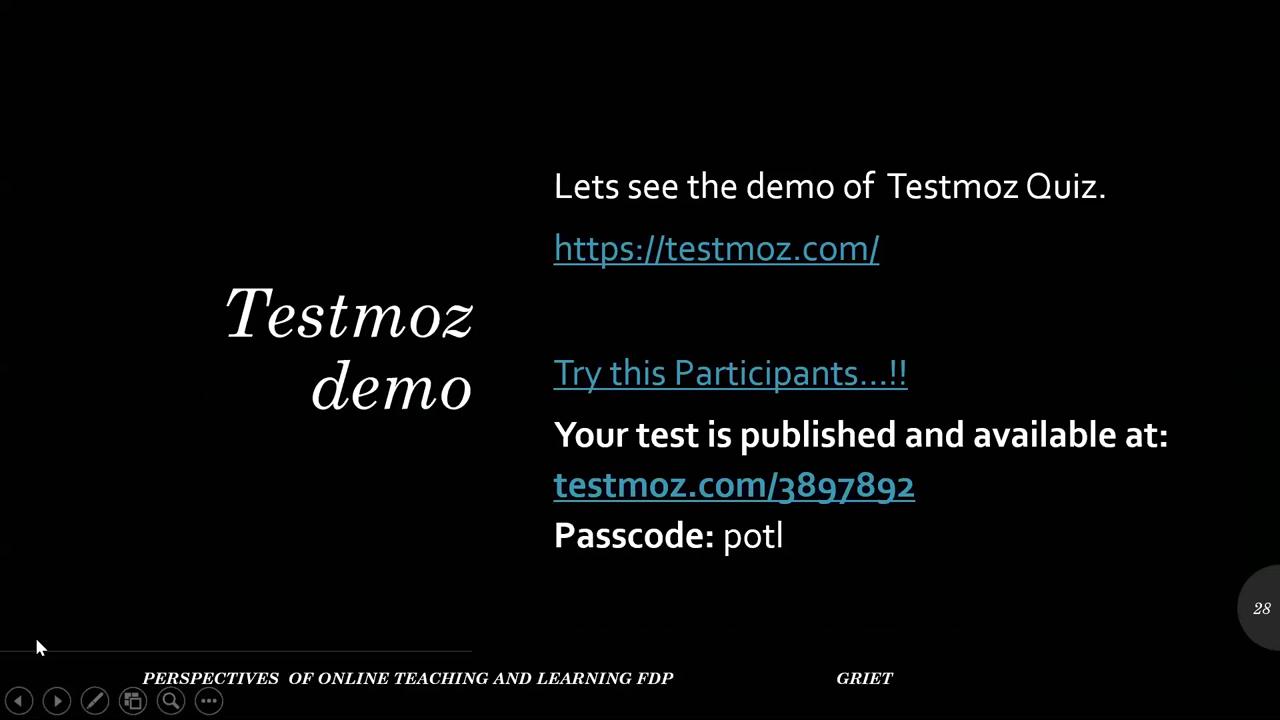 Testmoz
demo
Lets see the demo of Testmoz Quiz.
https://testmoz.com/
Try this Participants...!!
Your test is published and available at:
testmoz.com/3897892
Passcode: potl
28
PERSPECTIVES OF ONLINE TEACHING AND LEARNING FDP
GRIET